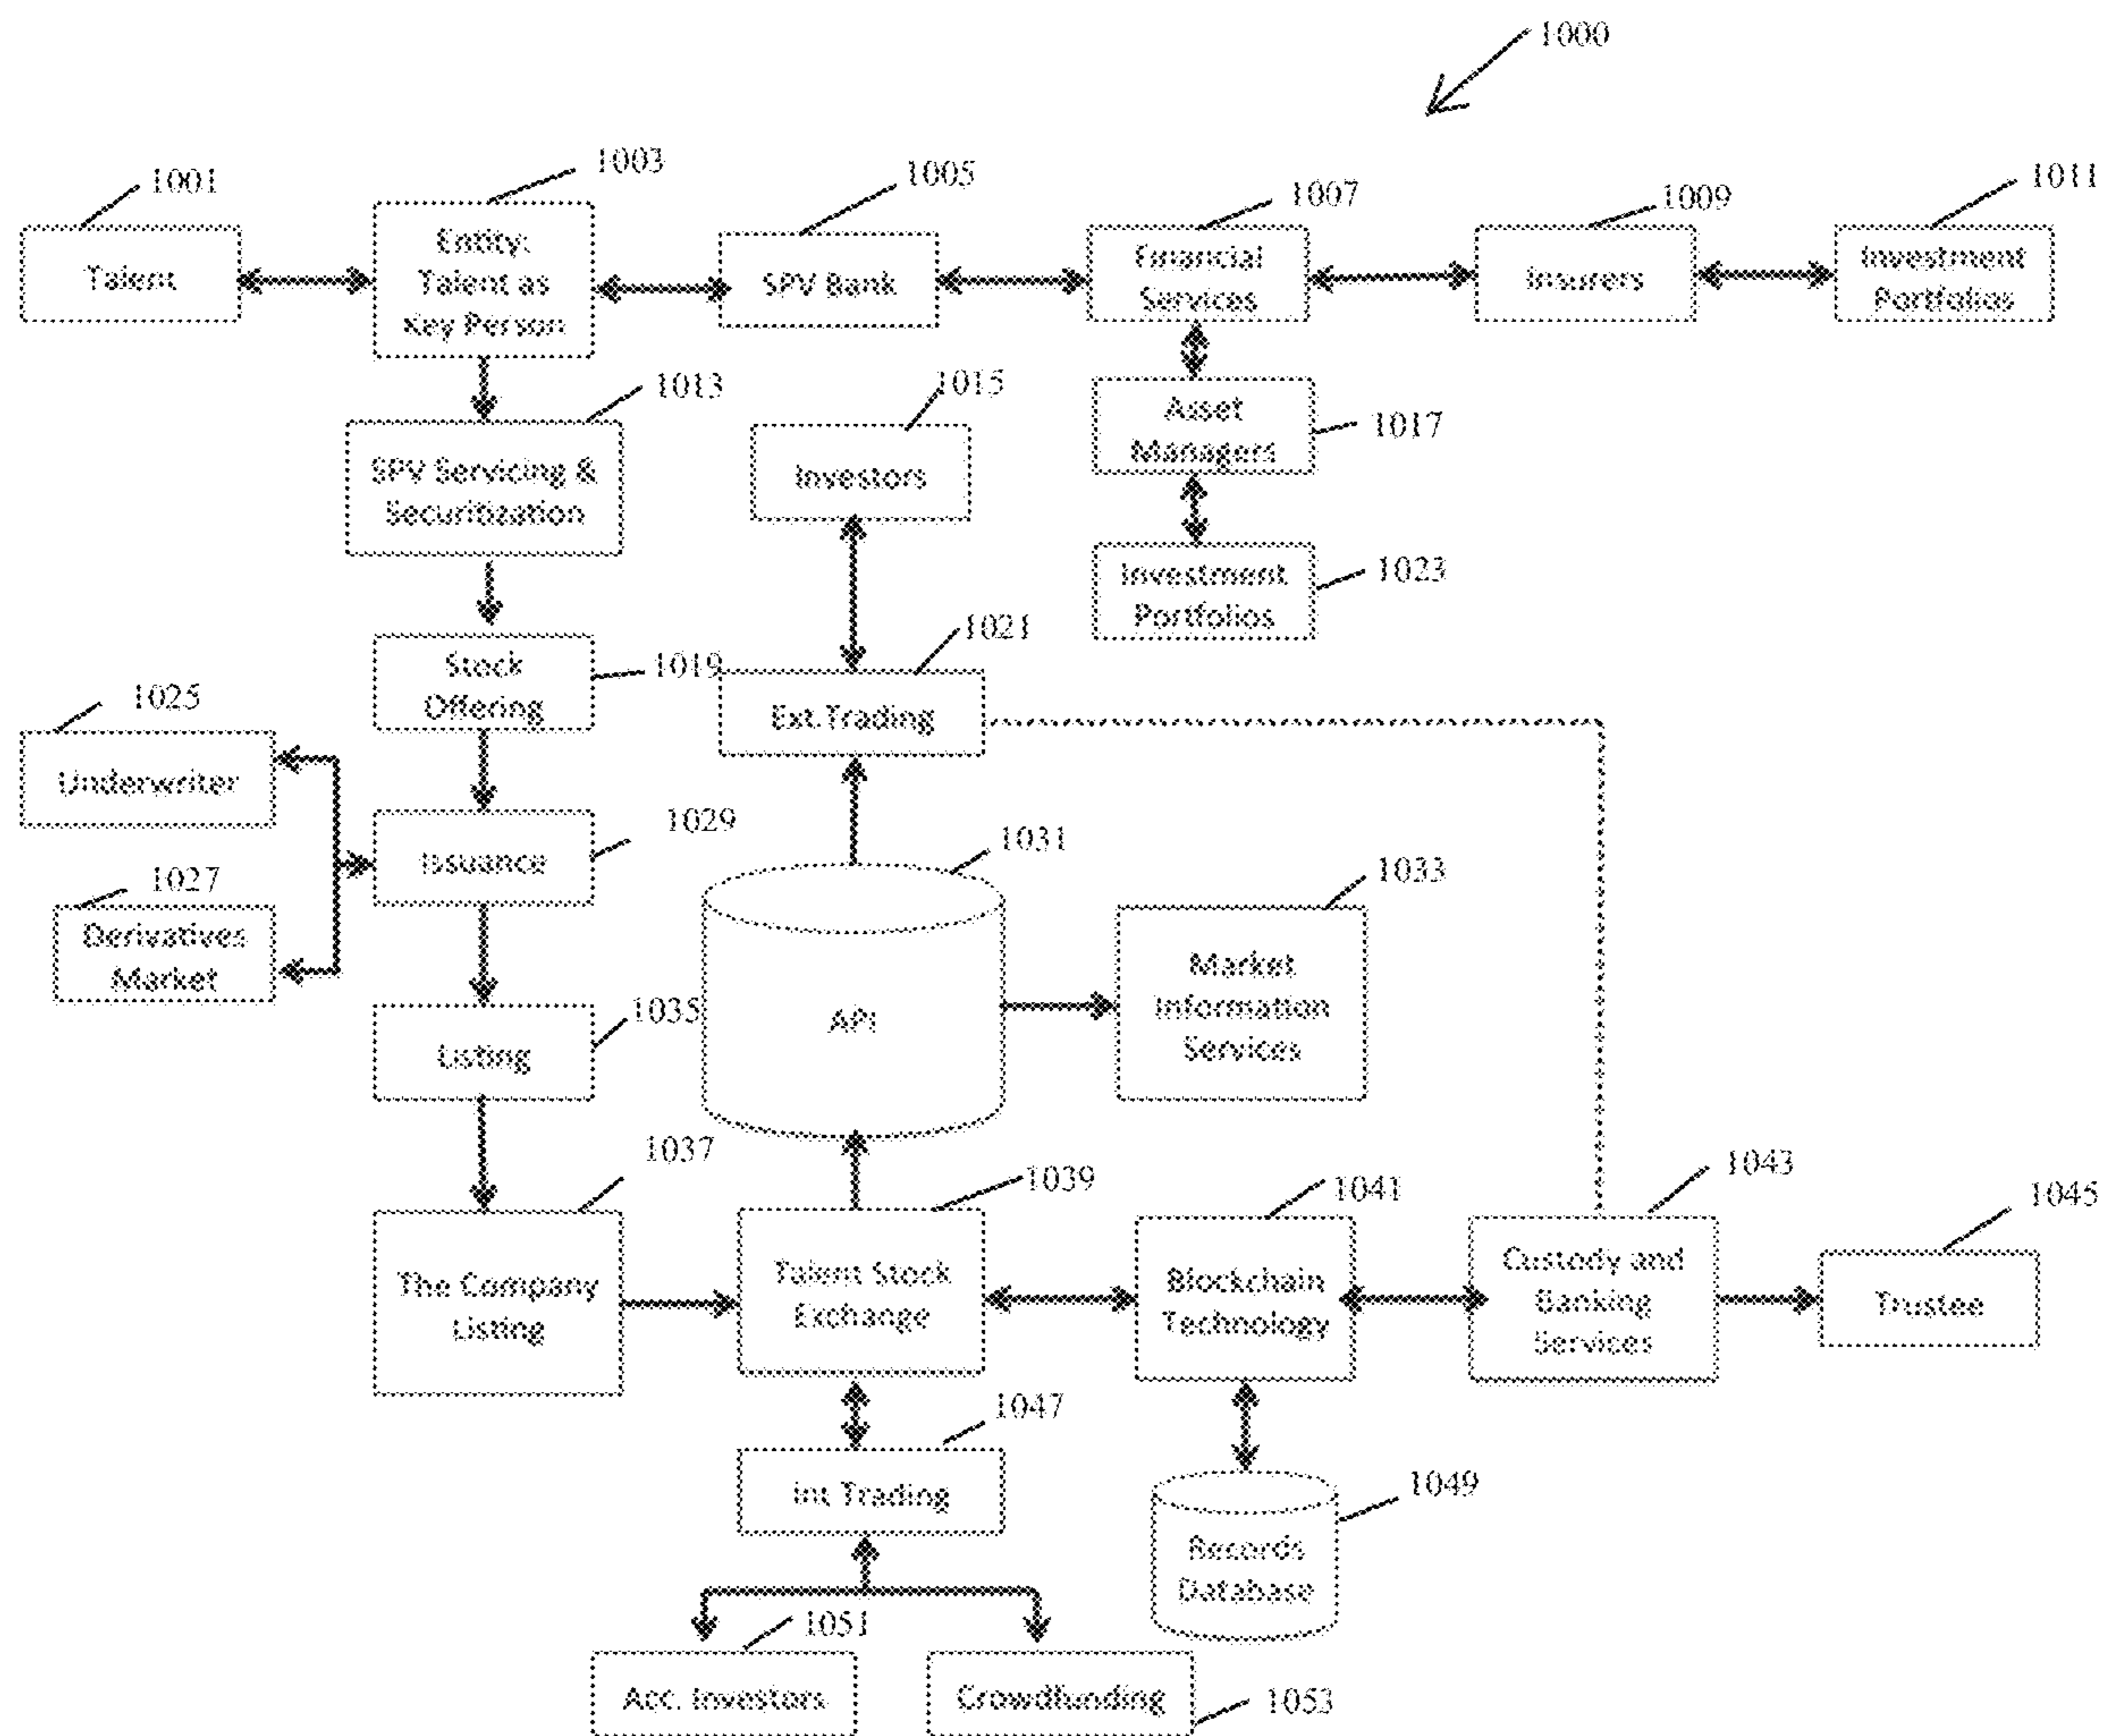 1000
1001
1003
1005
1007
1009
1011
Talent
Entity:
Talent as
Key Person
SPV Bank
Financial
Services
Insurers
Investment
Portfolios
1013
SPV Servicing &
Securitization
1015
Investors
Asset
Managers
1017
Investment
Portfolios
1023
Stock
Offering
1019
1021
Ext.Trading
1025
Underwriter
1027
Derivatives
Market
1029
Issuance
1031
API
1033
Market
Information
Services
1035
Listing
1037
The Company
Listing
1039
Talent Stock
Exchange
1041
Blockchain
Technology
1043
Custody and
Banking
Services
1045
Trustee
1047
Int Trading
1049
Records
Database
1051
Acc. Investors
Crowdfunding
1053